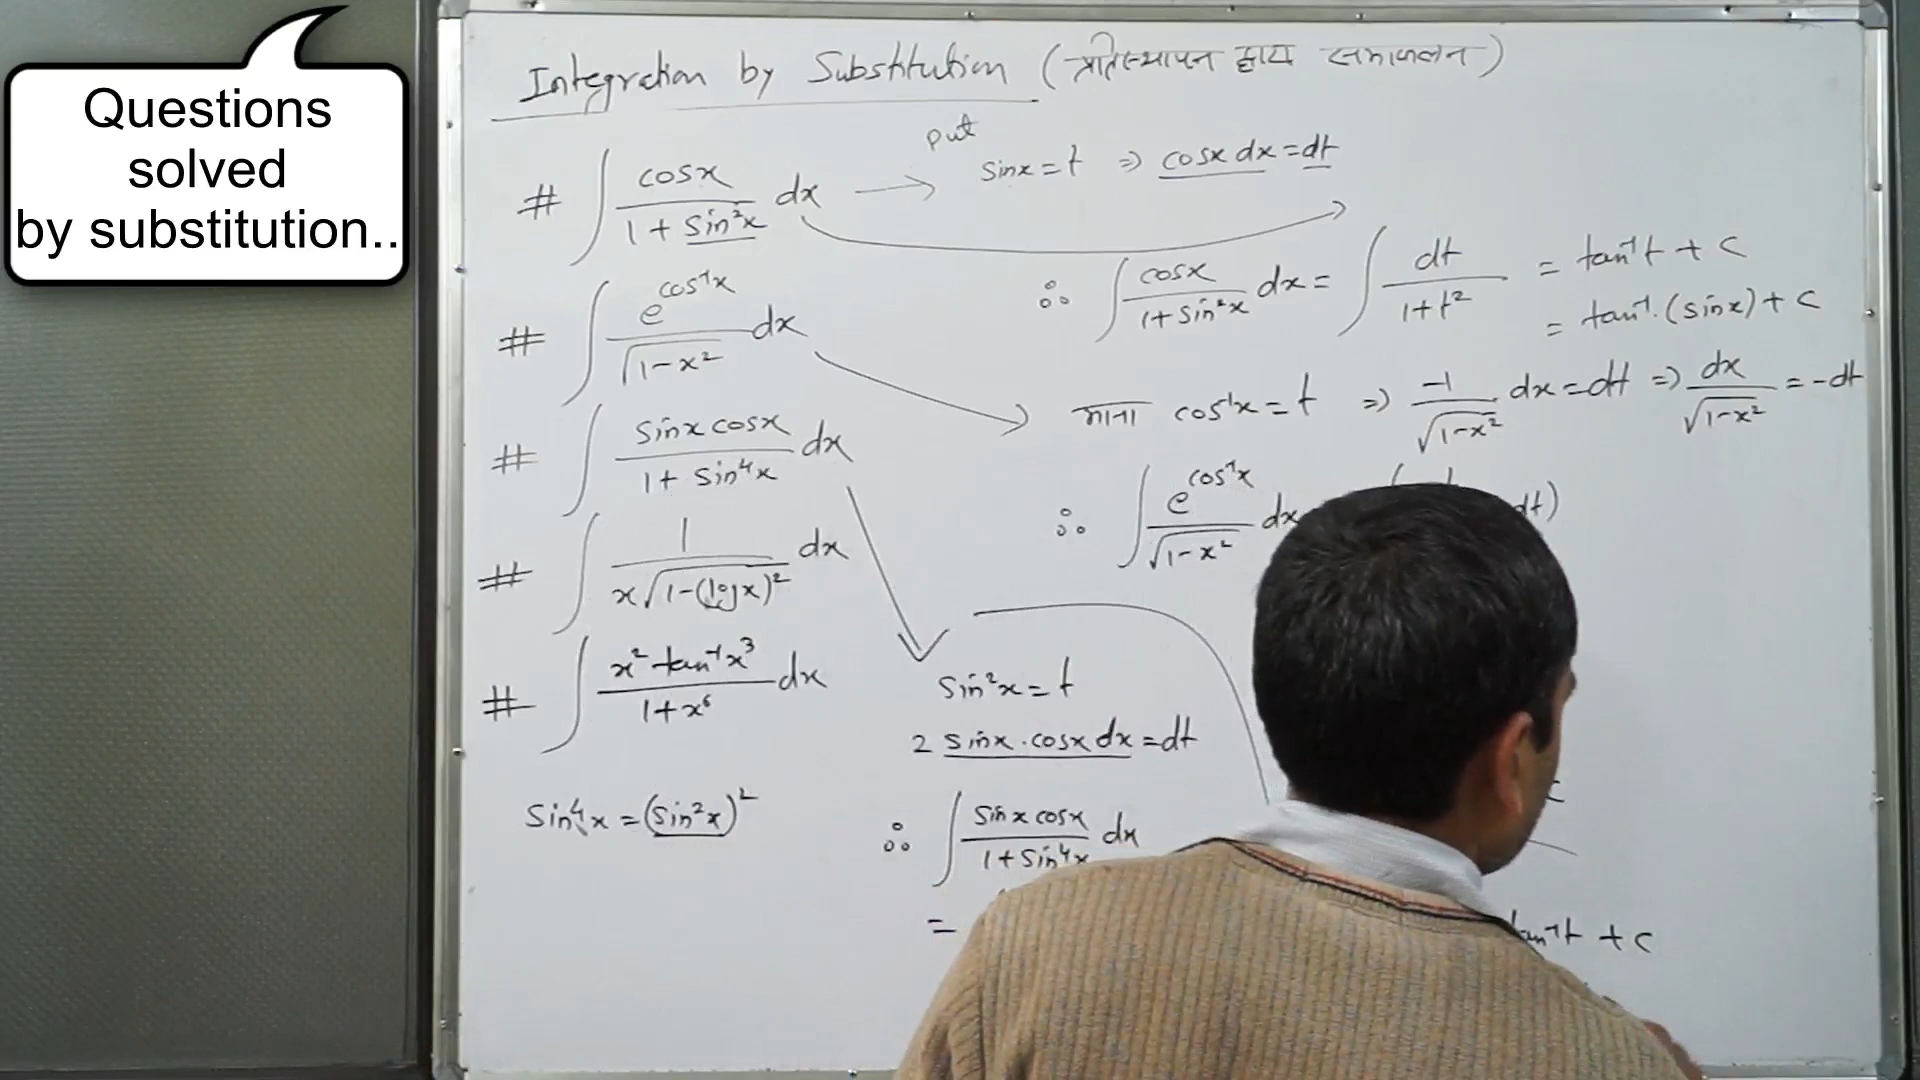 Questions
solved
by substitution..
Integration by Substitution (प्रतिस्थापन द्वारा समाकलन)
# ∫ cosx / (1 + sin²x) dx → put sinx = t ⇒ cosx dx = dt
∴ ∫ cosx / (1 + sin²x) dx = ∫ dt / (1 + t²) = tan⁻¹t + c
= tan⁻¹(sinx) + c
# ∫ e^(cos⁻¹x) / √(1-x²) dx
माना cos⁻¹x = t ⇒ -1 / √(1-x²) dx = dt ⇒ dx / √(1-x²) = -dt
∴ ∫ e^(cos⁻¹x) / √(1-x²) dx dt)
# ∫ sinx cosx / (1 + sin⁴x) dx
# ∫ 1 / (x√(1-(logx)²)) dx
# ∫ x² tan⁻¹x³ / (1+x⁶) dx
sin⁴x = (sin²x)²
sin²x = t
2 sinx · cosx dx = dt
∴ ∫ sinx cosx / (1 + sin⁴x) dx
= tan⁻¹t + c